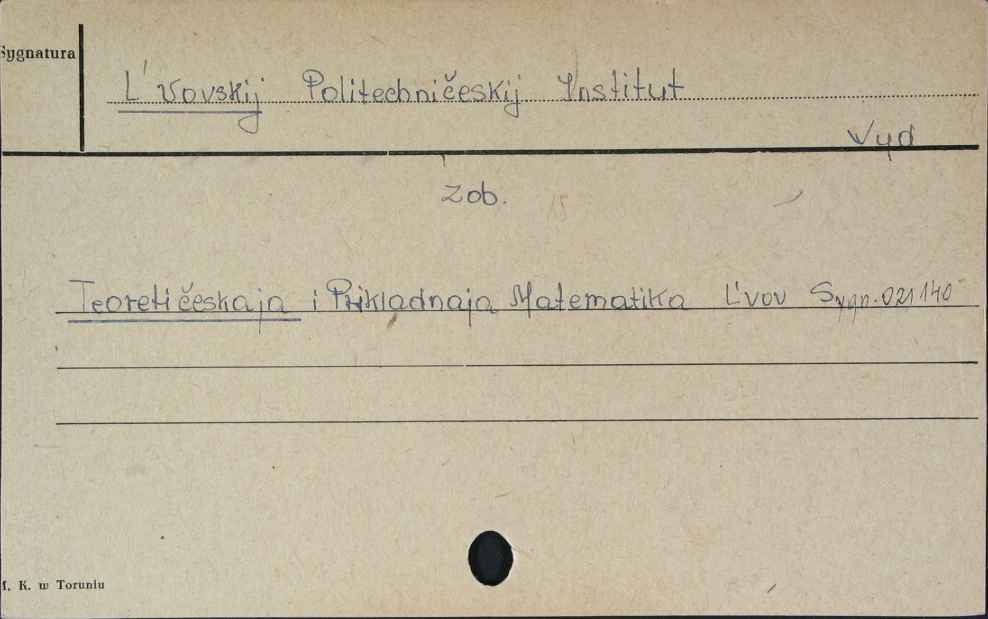 Sygnatura
L'vovskij Politechničeskij Institut
Wyd
zob.
Teoretičeskaja i Prikladnaja Matematika L'vov Sygn. 021140
M. K. w Toruniu